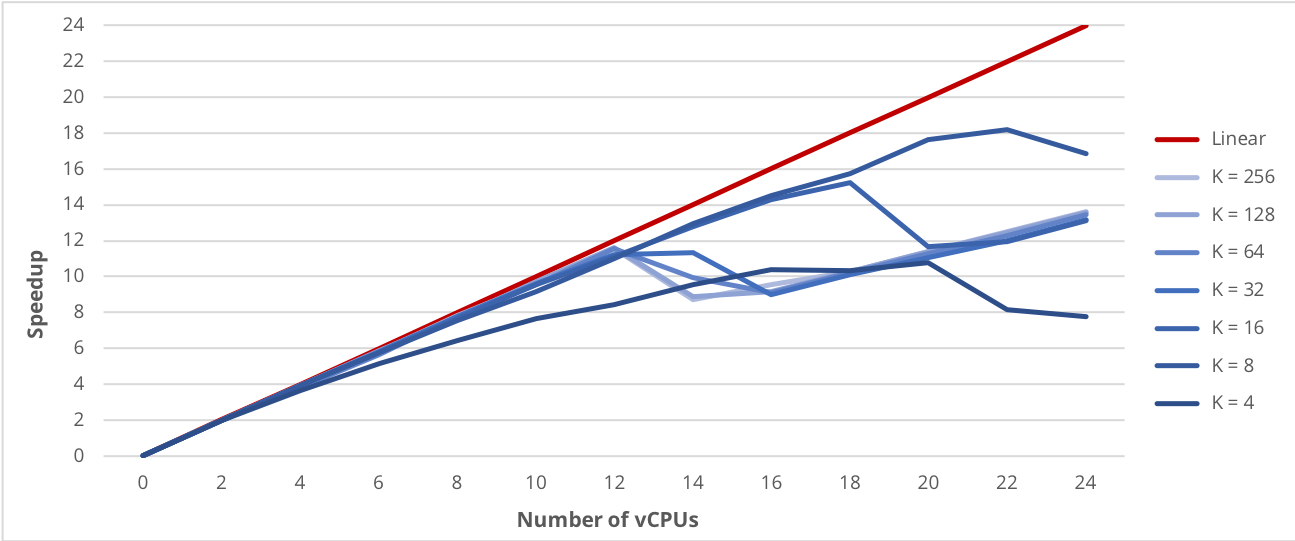 24
22
20
18
16
14
12
10
8
6
4
2
0
Speedup
0 2 4 6 8 10 12 14 16 18 20 22 24
Number of vCPUs
Linear
K = 256
K = 128
K = 64
K = 32
K = 16
K = 8
K = 4